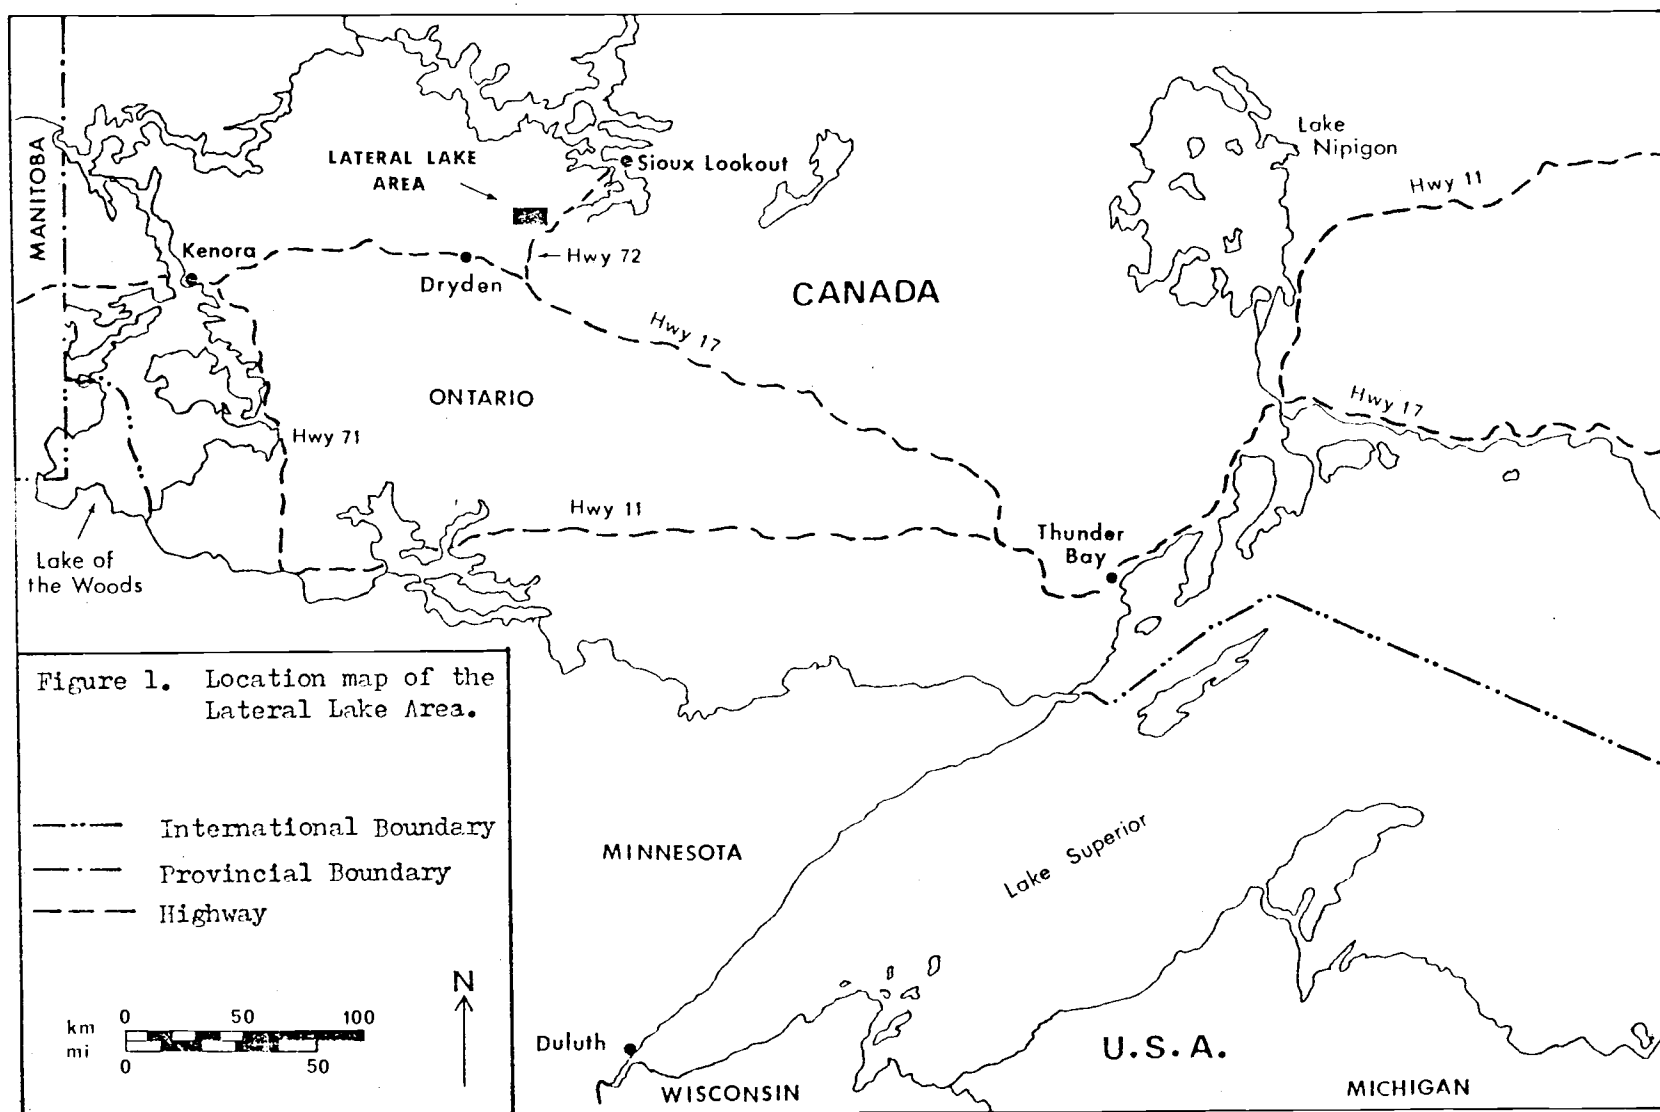 Lake
Nipigon
Hwy 11
LATERAL LAKE
AREA
Sioux Lookout
MANITOBA
Kenora
Hwy 72
Dryden
CANADA
Hwy 17
ONTARIO
Hwy 17
Hwy 71
Hwy 11
Thunder
Bay
Lake of
the Woods
Figure 1. Location map of the
Lateral Lake Area.
International Boundary
Provincial Boundary
Highway
MINNESOTA
Lake Superior
N
0 50 100
km
mi
0 50
Duluth
U.S.A.
WISCONSIN
MICHIGAN